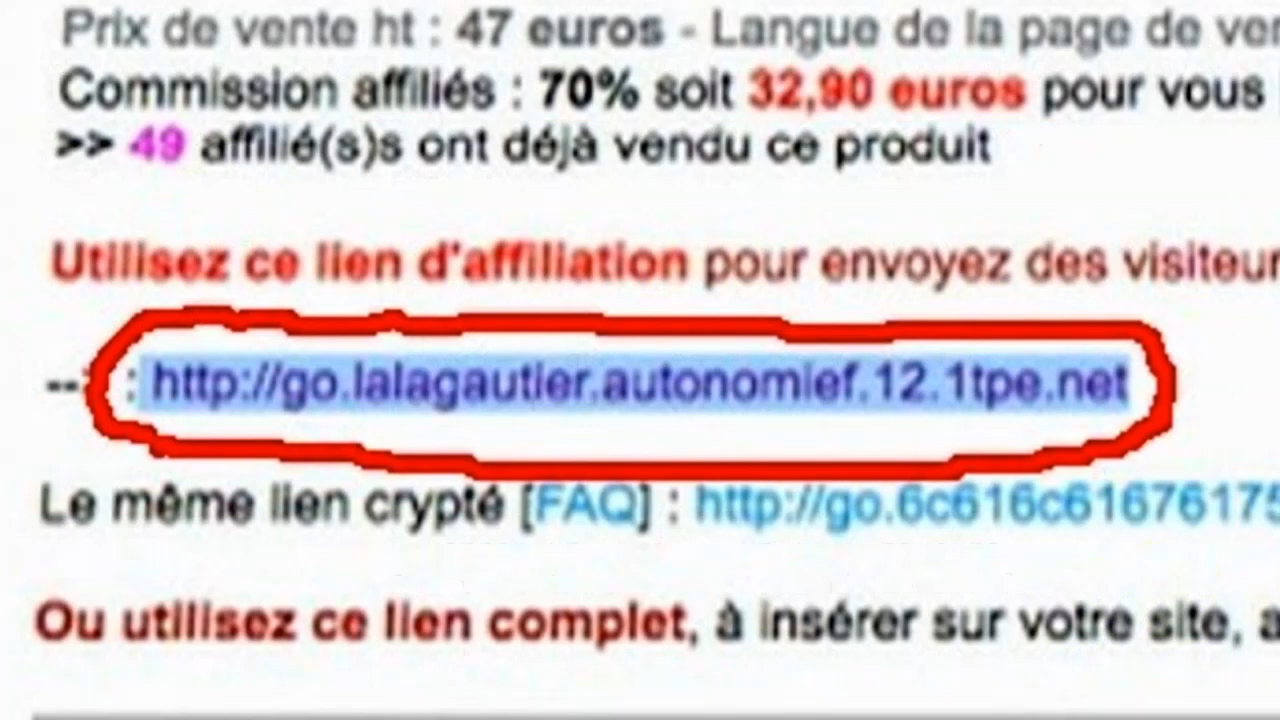 Prix de vente ht : 47 euros - Langue de la page de
Commission affiliés : 70% soit 32,90 euros pour vous
>> 49 affilié(s)s ont déjà vendu ce produit
Utilisez ce lien d'affiliation pour envoyez des visiteur
-- : http://go.lalagautier.autonomief.12.1tpe.net
Le même lien crypté [FAQ] : http://go.6c616c61676175
Ou utilisez ce lien complet, à insérer sur votre site,